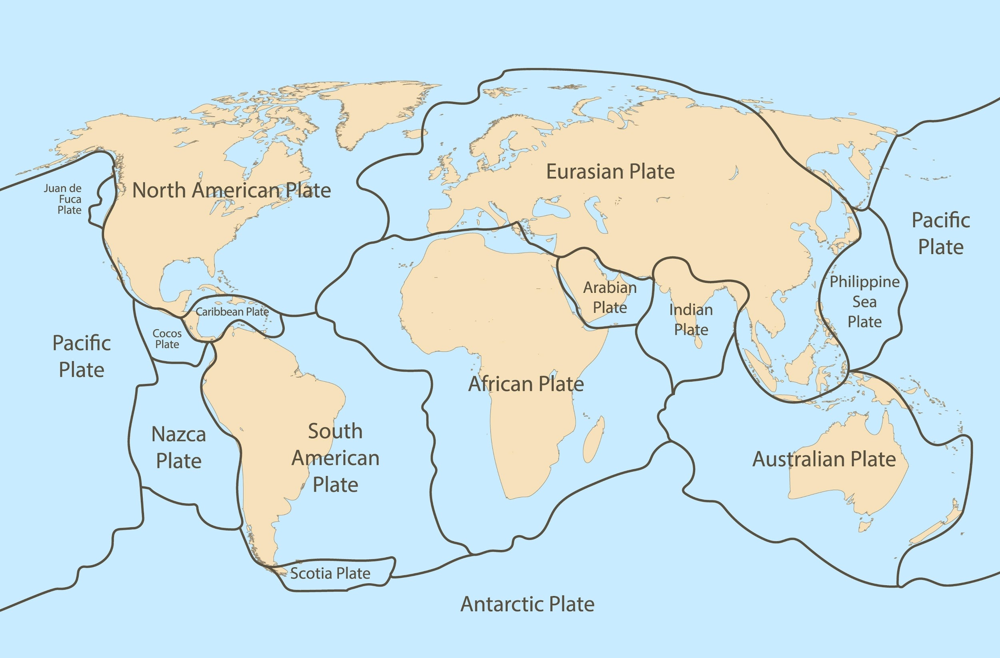 Eurasian Plate
North American Plate
Juan de
Fuca
Plate
Pacific
Plate
Philippine
Sea
Plate
Arabian
Plate
Indian
Plate
Caribbean Plate
Cocos
Plate
Pacific
Plate
African Plate
Nazca
Plate
South
American
Plate
Australian Plate
Scotia Plate
Antarctic Plate